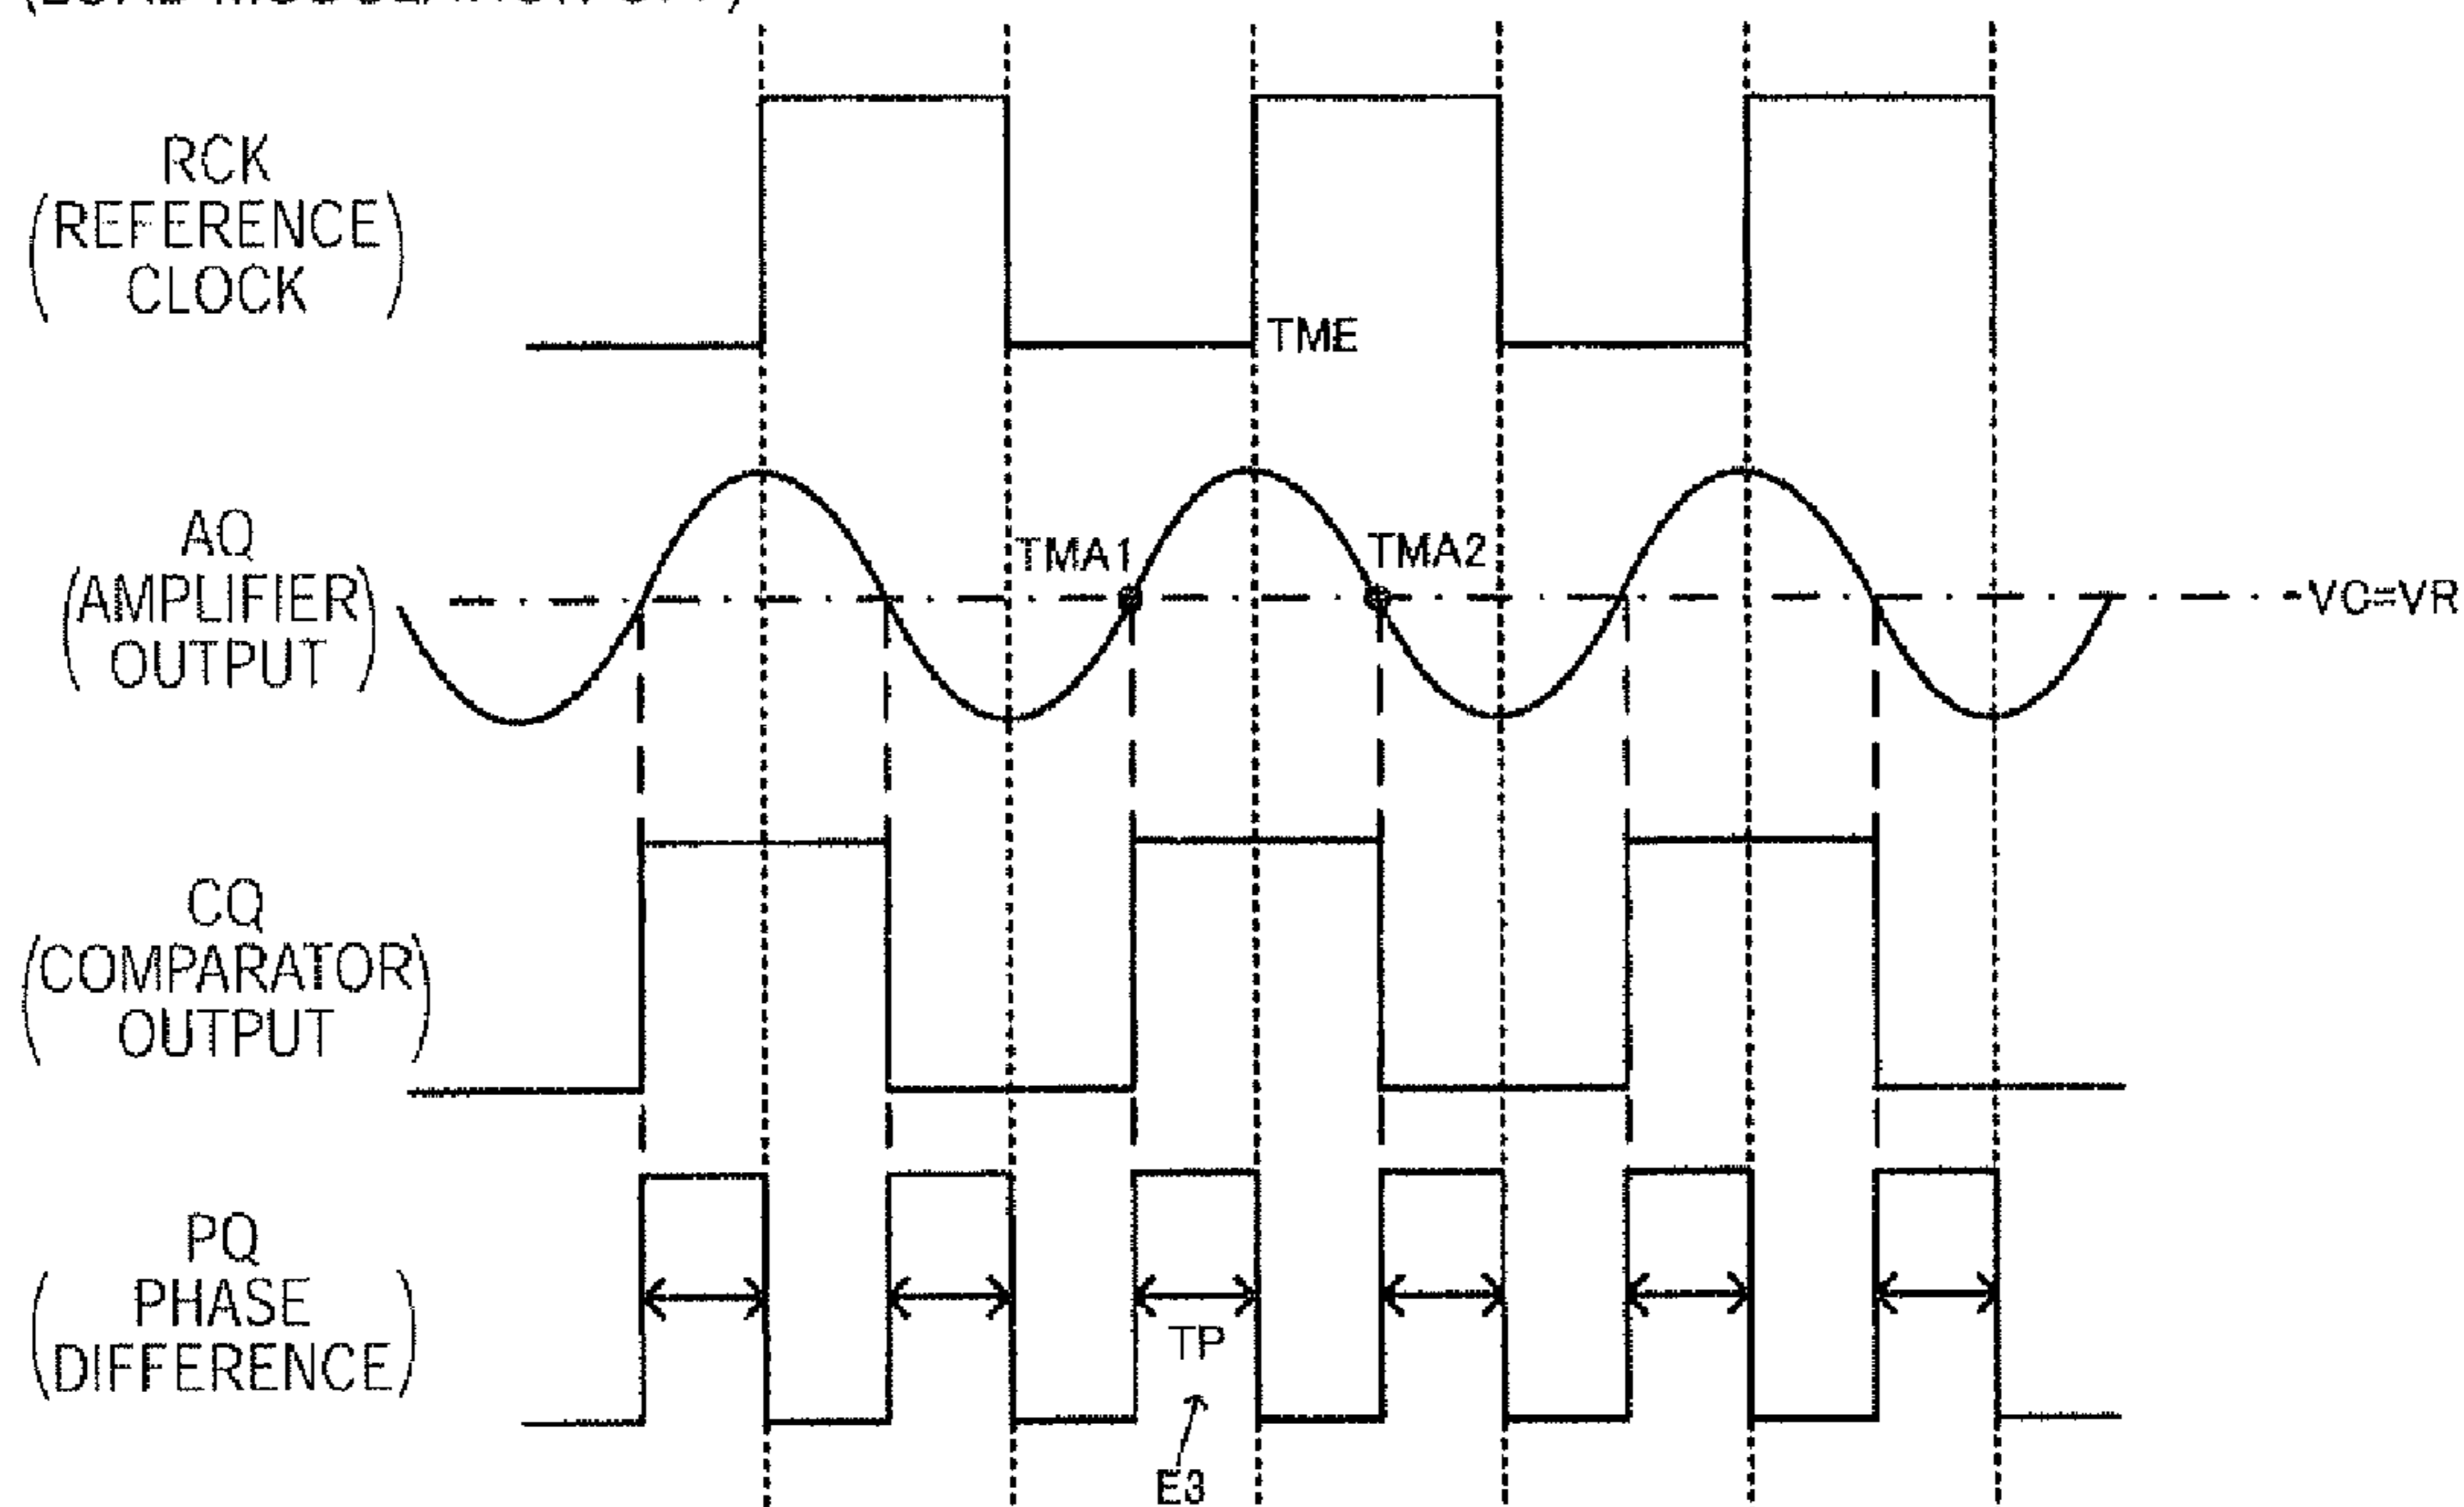 RCK
(REFERENCE
CLOCK)
TME
AQ
(AMPLIFIER
OUTPUT)
TMA1
TMA2
VC=VR
CQ
(COMPARATOR
OUTPUT)
PQ
(PHASE
DIFFERENCE)
TP
E3